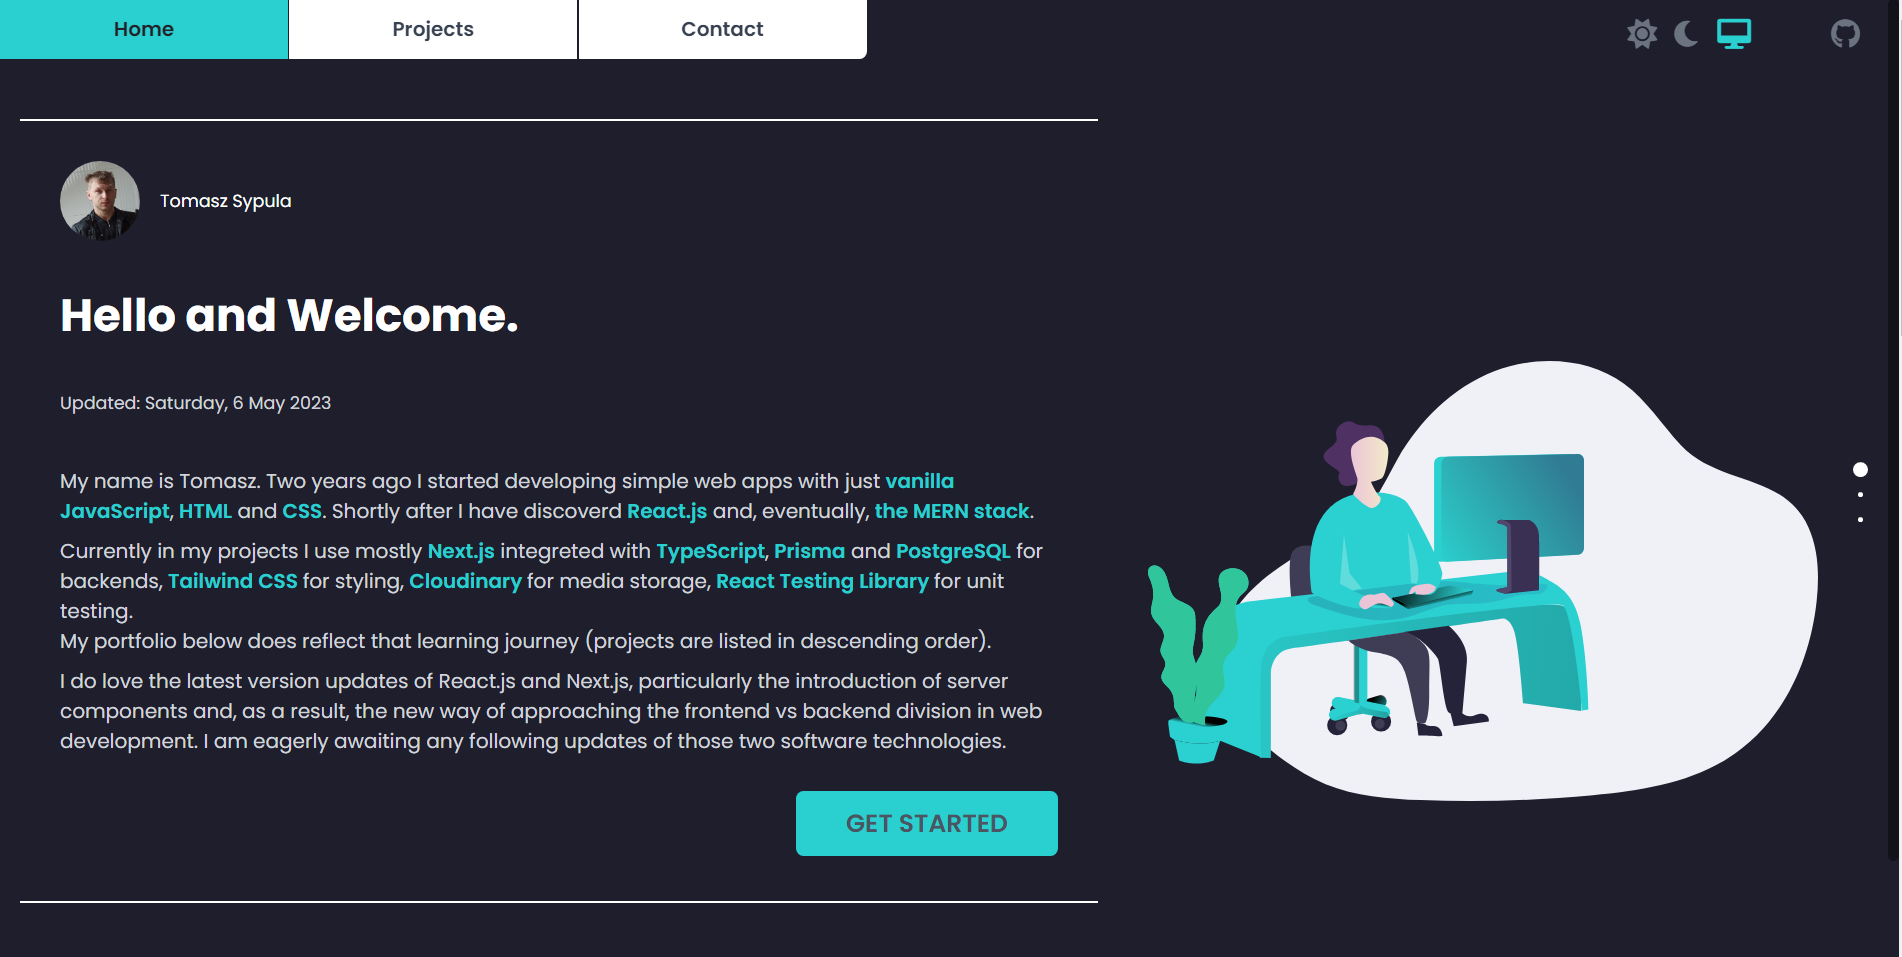 Home
Projects
Contact
Tomasz Sypula
Hello and Welcome.
Updated: Saturday, 6 May 2023
My name is Tomasz. Two years ago I started developing simple web apps with just vanilla
JavaScript, HTML and CSS. Shortly after I have discoverd React.js and, eventually, the MERN stack.
Currently in my projects I use mostly Next.js integreted with TypeScript, Prisma and PostgreSQL for
backends, Tailwind CSS for styling, Cloudinary for media storage, React Testing Library for unit
testing.
My portfolio below does reflect that learning journey (projects are listed in descending order).
I do love the latest version updates of React.js and Next.js, particularly the introduction of server
components and, as a result, the new way of approaching the frontend vs backend division in web
development. I am eagerly awaiting any following updates of those two software technologies.
GET STARTED